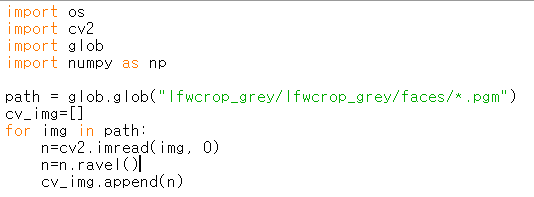 import os
import cv2
import glob
import numpy as np

path = glob.glob("lfwcrop_grey/lfwcrop_grey/faces/*.pgm")
cv_img=[]
for img in path:
    n=cv2.imread(img, 0)
    n=n.ravel()
    cv_img.append(n)